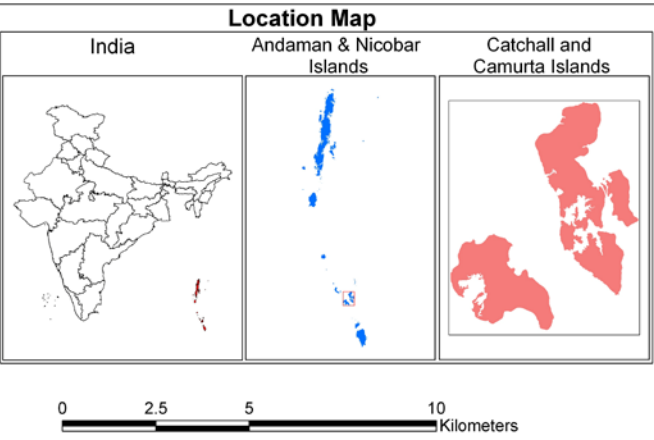 Location Map
India
Andaman & Nicobar
Islands
Catchall and
Camurta Islands
0 2.5 5 10
Kilometers